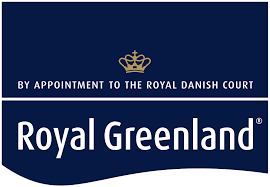 BY APPOINTMENT TO THE ROYAL DANISH COURT
Royal Greenland®